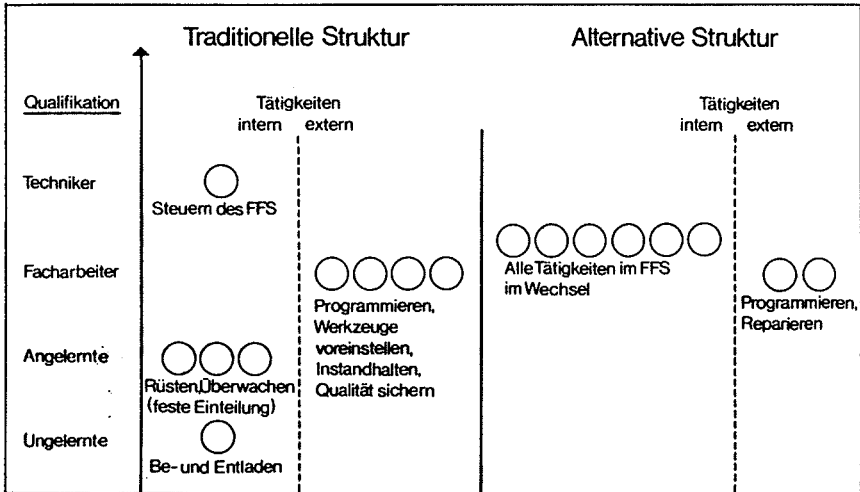 Traditionelle Struktur
Alternative Struktur
Qualifikation
Tätigkeiten
intern extern
Tätigkeiten
intern extern
Techniker
Steuern des FFS
Facharbeiter
Programmieren,
Werkzeuge
voreinstellen,
Instandhalten,
Qualität sichern
Alle Tätigkeiten im FFS
im Wechsel
Programmieren,
Reparieren
Angelernte
Rüsten,Überwachen
(feste Einteilung)
Ungelernte
Be- und Entladen